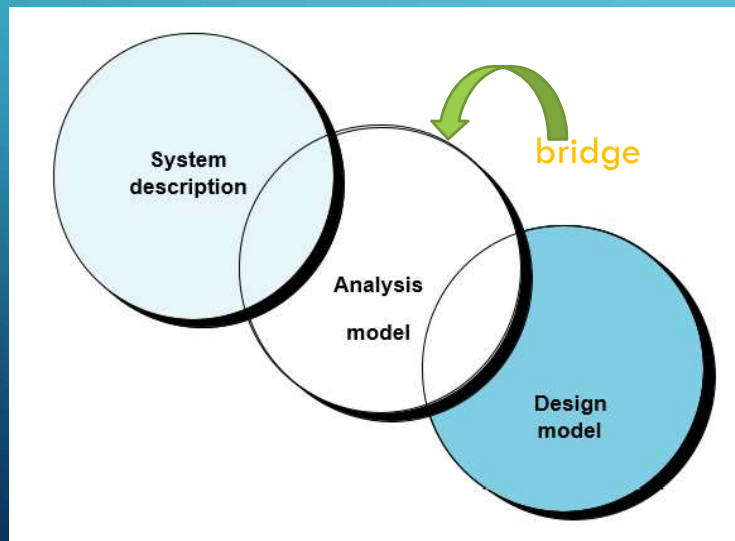 System
description
bridge
Analysis
model
Design
model